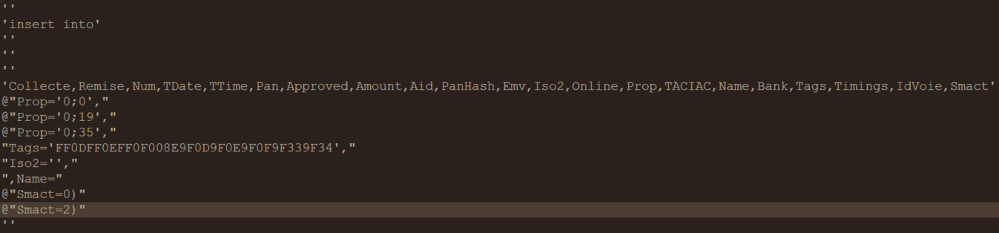 ''
'insert into'
''
''
''
'Collecte,Remise,Num,TDate,TTime,Pan,Approved,Amount,Aid,PanHash,Emv,Iso2,Online,Prop,TACIAC,Name,Bank,Tags,Timings,IdVoie,Smact'
@"Prop='0;0',"
@"Prop='0;19',"
@"Prop='0;35',"
"Tags='FF0DFF0EFF0F008E9F0D9F0E9F0F9F339F34',"
"Iso2='',"
",Name="
@"Smact=0)"
@"Smact=2)"
''